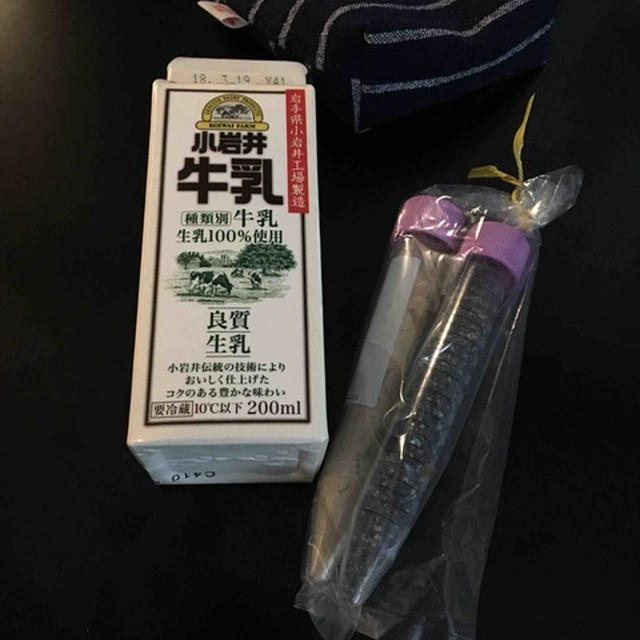 18. 3.19 Y41
KOIWAI FARM
小岩井
牛乳
岩手県小岩井工場製造
種類別 牛乳
生乳100%使用
良質
生乳
小岩井伝統の技術により
おいしく仕上げた
コクのある豊かな味わい
要冷蔵 10℃以下 200ml
C410